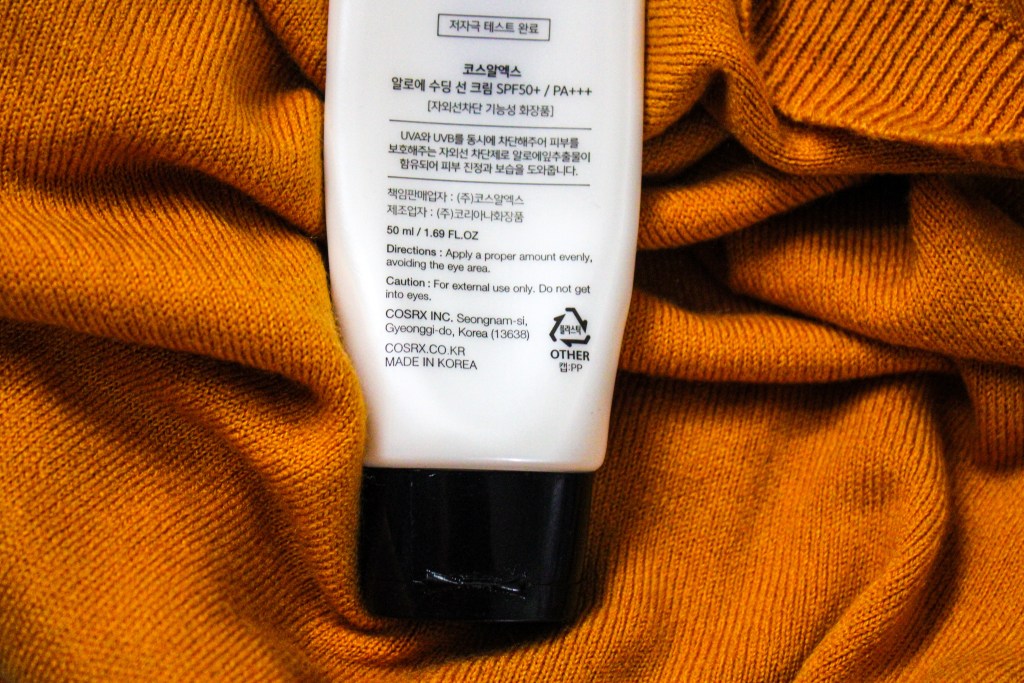 저자극 테스트 완료
코스알엑스
알로에 수딩 선 크림 SPF50+ / PA+++
[자외선차단 기능성 화장품]
UVA와 UVB를 동시에 차단해주어 피부를
보호해주는 자외선 차단제로 알로에잎추출물이
함유되어 피부 진정과 보습을 도와줍니다.
책임판매업자 : (주)코스알엑스
제조업자 : (주)코리아나화장품
50 ml / 1.69 FL.OZ
Directions : Apply a proper amount evenly,
avoiding the eye area.
Caution : For external use only. Do not get
into eyes.
COSRX INC. Seongnam-si,
Gyeonggi-do, Korea (13638)
COSRX.CO.KR
MADE IN KOREA
플라스틱
OTHER
캡:PP